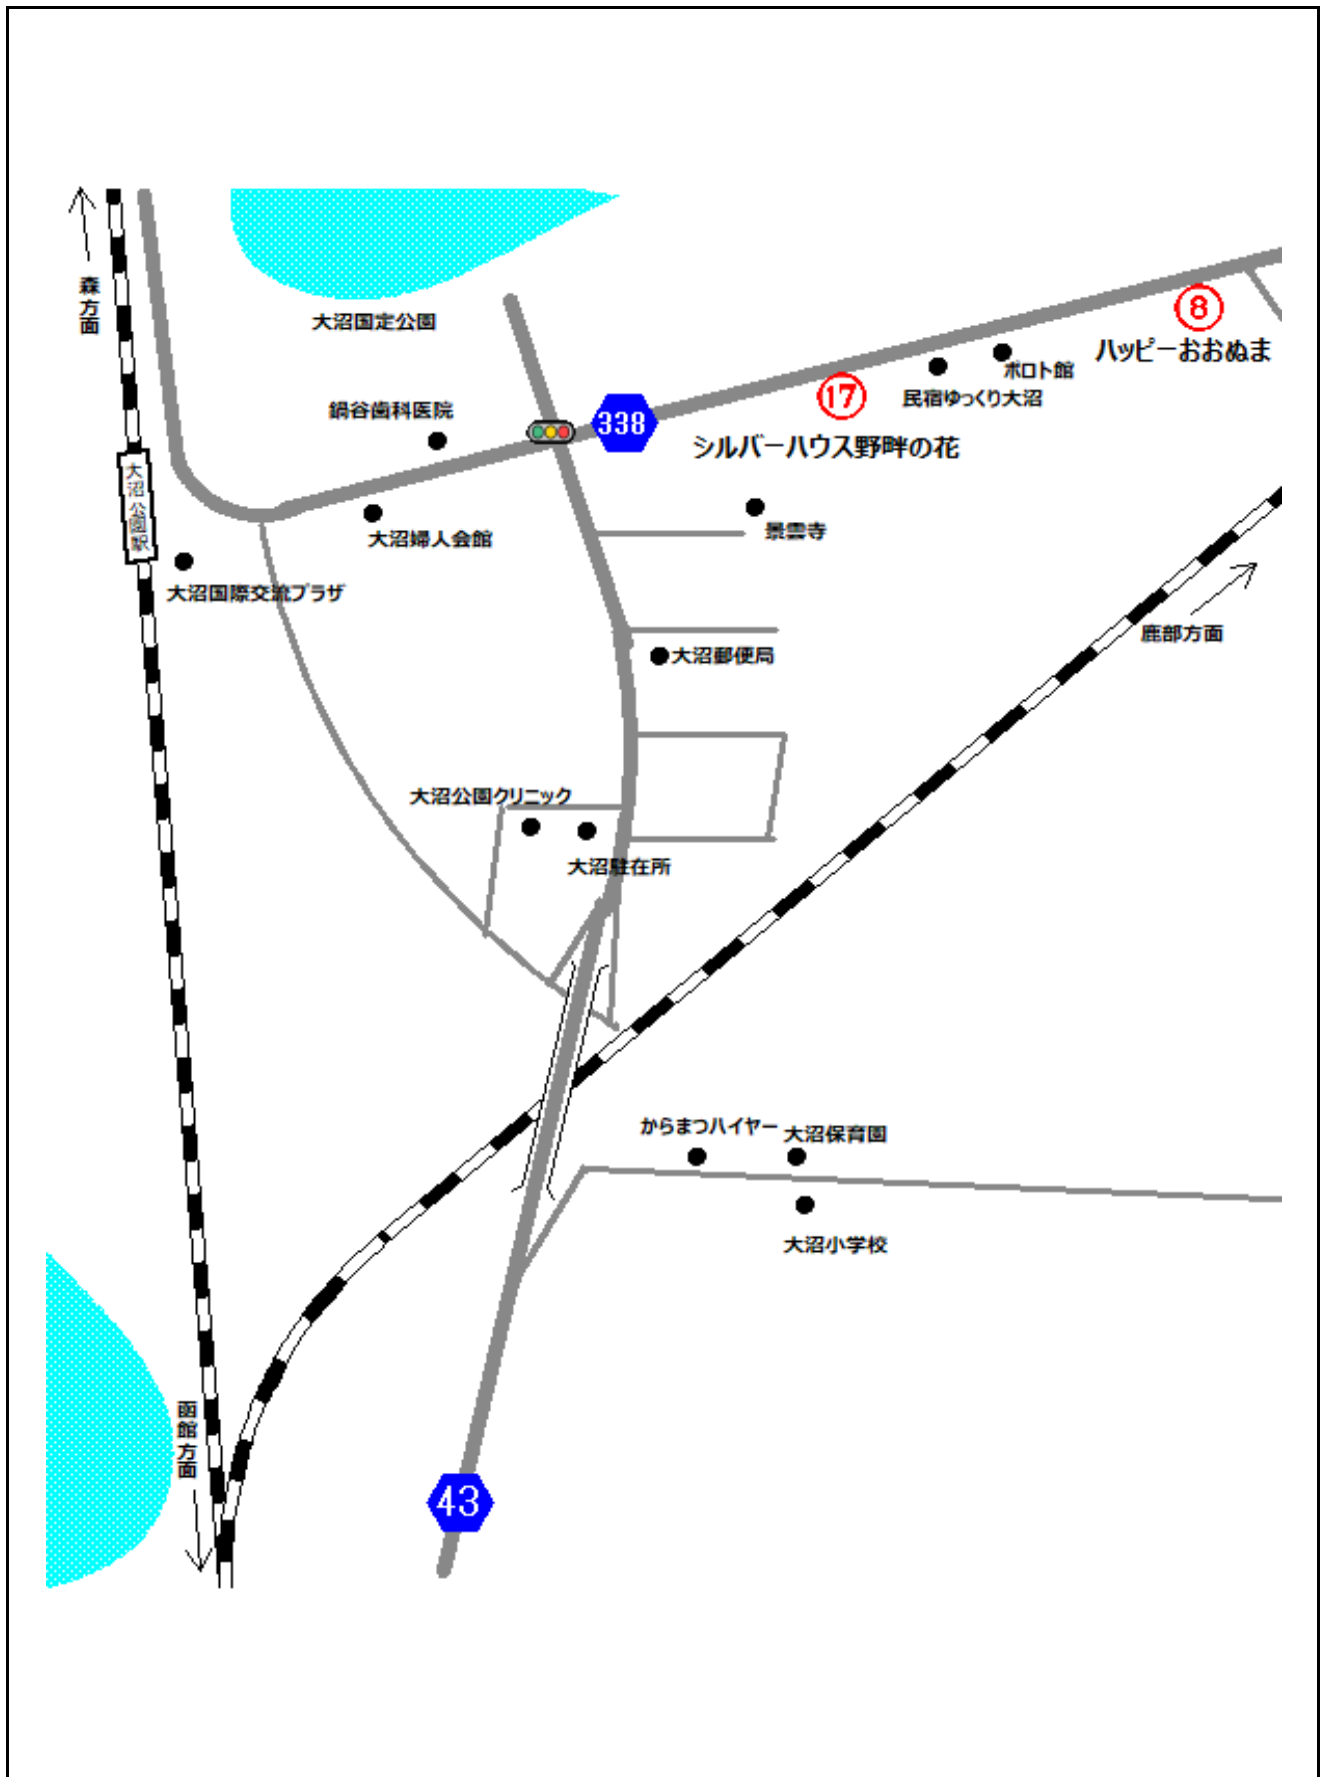 森方面
大沼国定公園
8
ハッピーおおぬま
ポロト館
民宿ゆっくり大沼
17
シルバーハウス野畔の花
338
鍋谷歯科医院
大沼公園駅
大沼婦人会館
景雲寺
大沼国際交流プラザ
鹿部方面
大沼郵便局
大沼公園クリニック
大沼駐在所
からまつハイヤー
大沼保育園
大沼小学校
函館方面
43